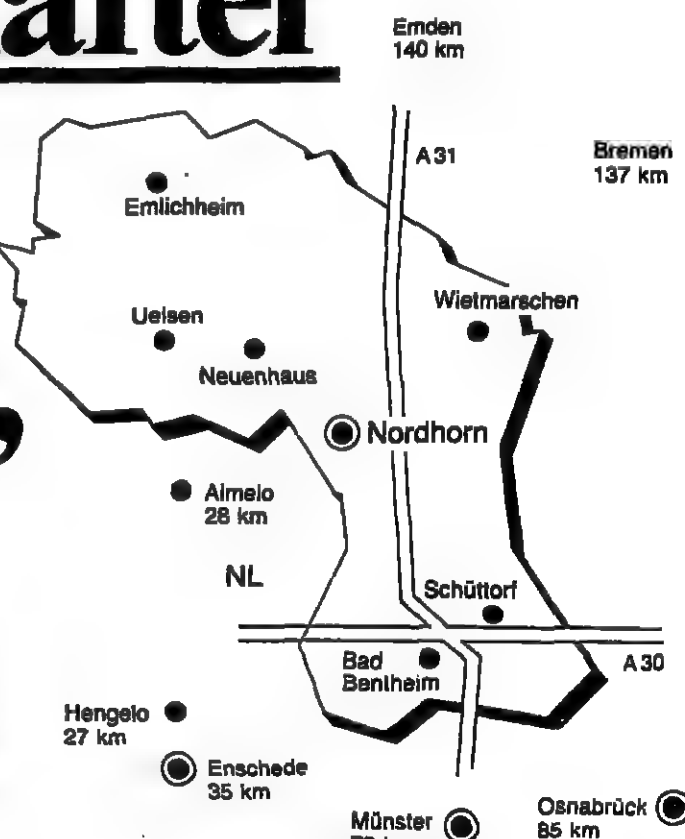 Emden
140 km
A 31
Bremen
137 km
Emlichheim
Wietmarschen
Uelsen
Neuenhaus
Nordhorn
Almelo
28 km
NL
Schüttorf
Bad
Bentheim
A 30
Hengelo
27 km
Enschede
35 km
Münster
Osnabrück
85 km